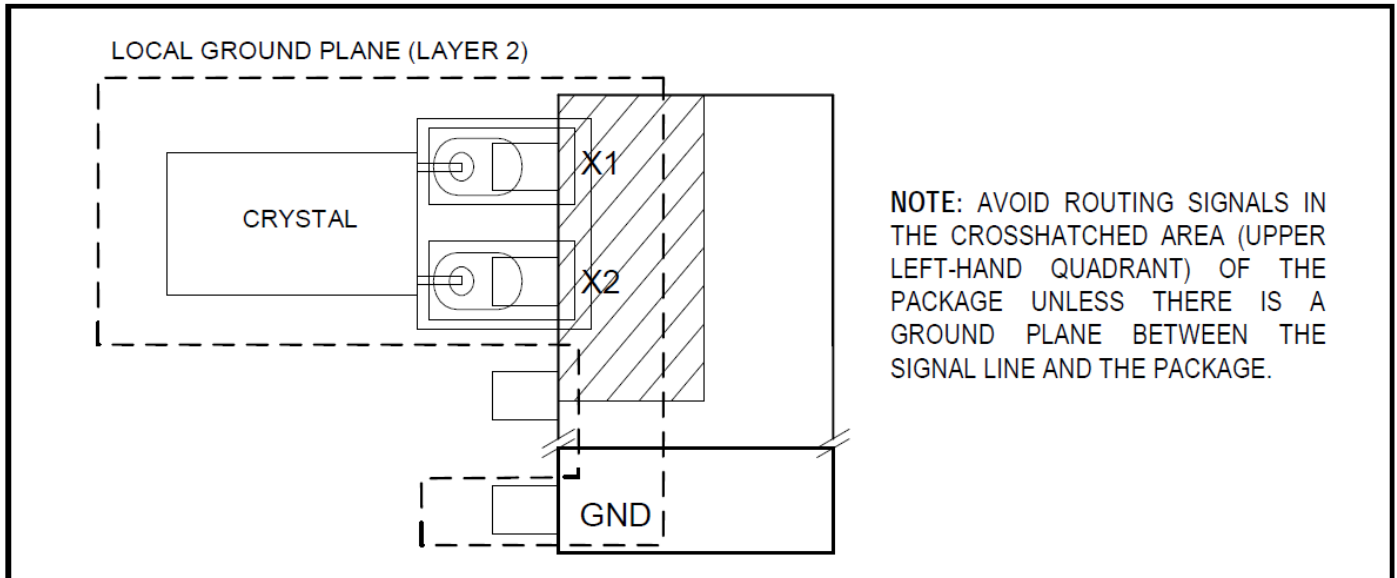 LOCAL GROUND PLANE (LAYER 2)
CRYSTAL
X1
X2
GND
NOTE: AVOID ROUTING SIGNALS IN
THE CROSSHATCHED AREA (UPPER
LEFT-HAND QUADRANT) OF THE
PACKAGE UNLESS THERE IS A
GROUND PLANE BETWEEN THE
SIGNAL LINE AND THE PACKAGE.